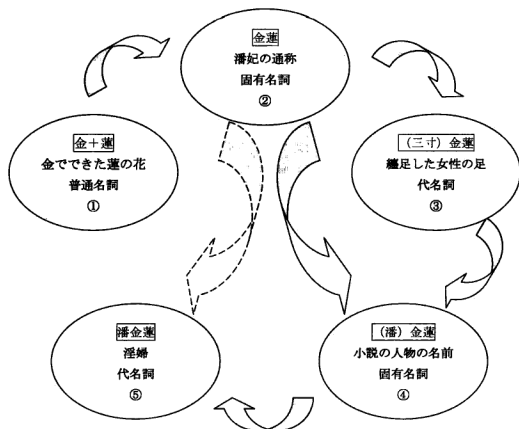 金蓮
潘妃の通称
固有名詞
②
金+蓮
金でできた蓮の花
普通名詞
①
(三寸)金蓮
纏足した女性の足
代名詞
③
潘金蓮
淫婦
代名詞
⑤
(潘)金蓮
小説の人物の名前
固有名詞
④